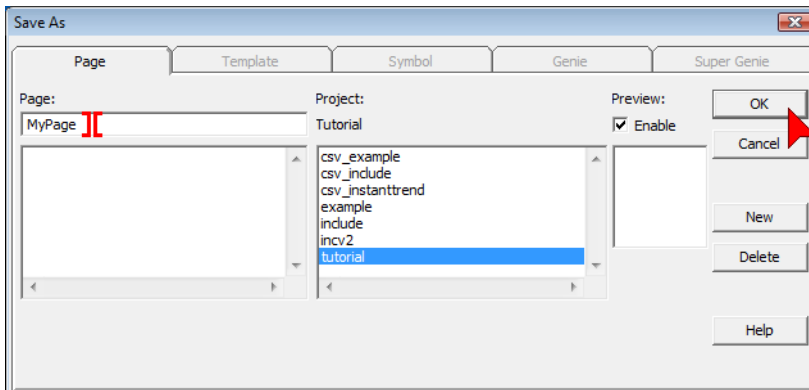 Save As
Page Template Symbol Genie Super Genie
Page: Project: Preview:
MyPage Tutorial Enable OK
Cancel
csv_example
csv_include
csv_instanttrend
example
include
incv2
tutorial
New
Delete
Help